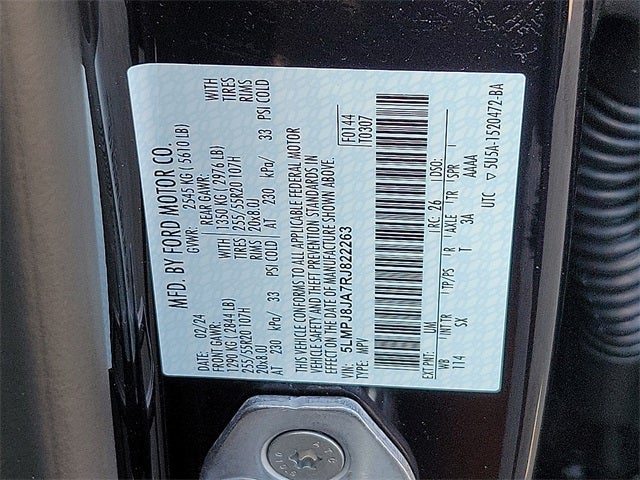 MFD. BY FORD MOTOR CO.
DATE: 02/24 GVWR: 2545 KG ( 5610 LB)
FRONT GAWR: REAR GAWR: WITH
1290 KG ( 2844 LB) 1350 KG ( 2976 LB) TIRES
255/55R20 107H TIRES 255/55R20 107H RIMS
20x8.0J RIMS 20x8.0J
AT 230 kPa/ 33 PSI COLD AT 230 kPa/ 33 PSI COLD
WITH
TIRES
RIMS
THIS VEHICLE CONFORMS TO ALL APPLICABLE FEDERAL MOTOR
VEHICLE SAFETY AND THEFT PREVENTION STANDARDS IN
EFFECT ON THE DATE OF MANUFACTURE SHOWN ABOVE.
VIN: 5LMPJ8JA7RJ822263
TYPE: MPV
F0144
T0307
EXT PNT: UM RC: 26 DSO:
WB INT TR TP/PS R AXLE TR SPR
114 SX T 3A AAAA
UTC ▽ 5U5A-1520472-BA